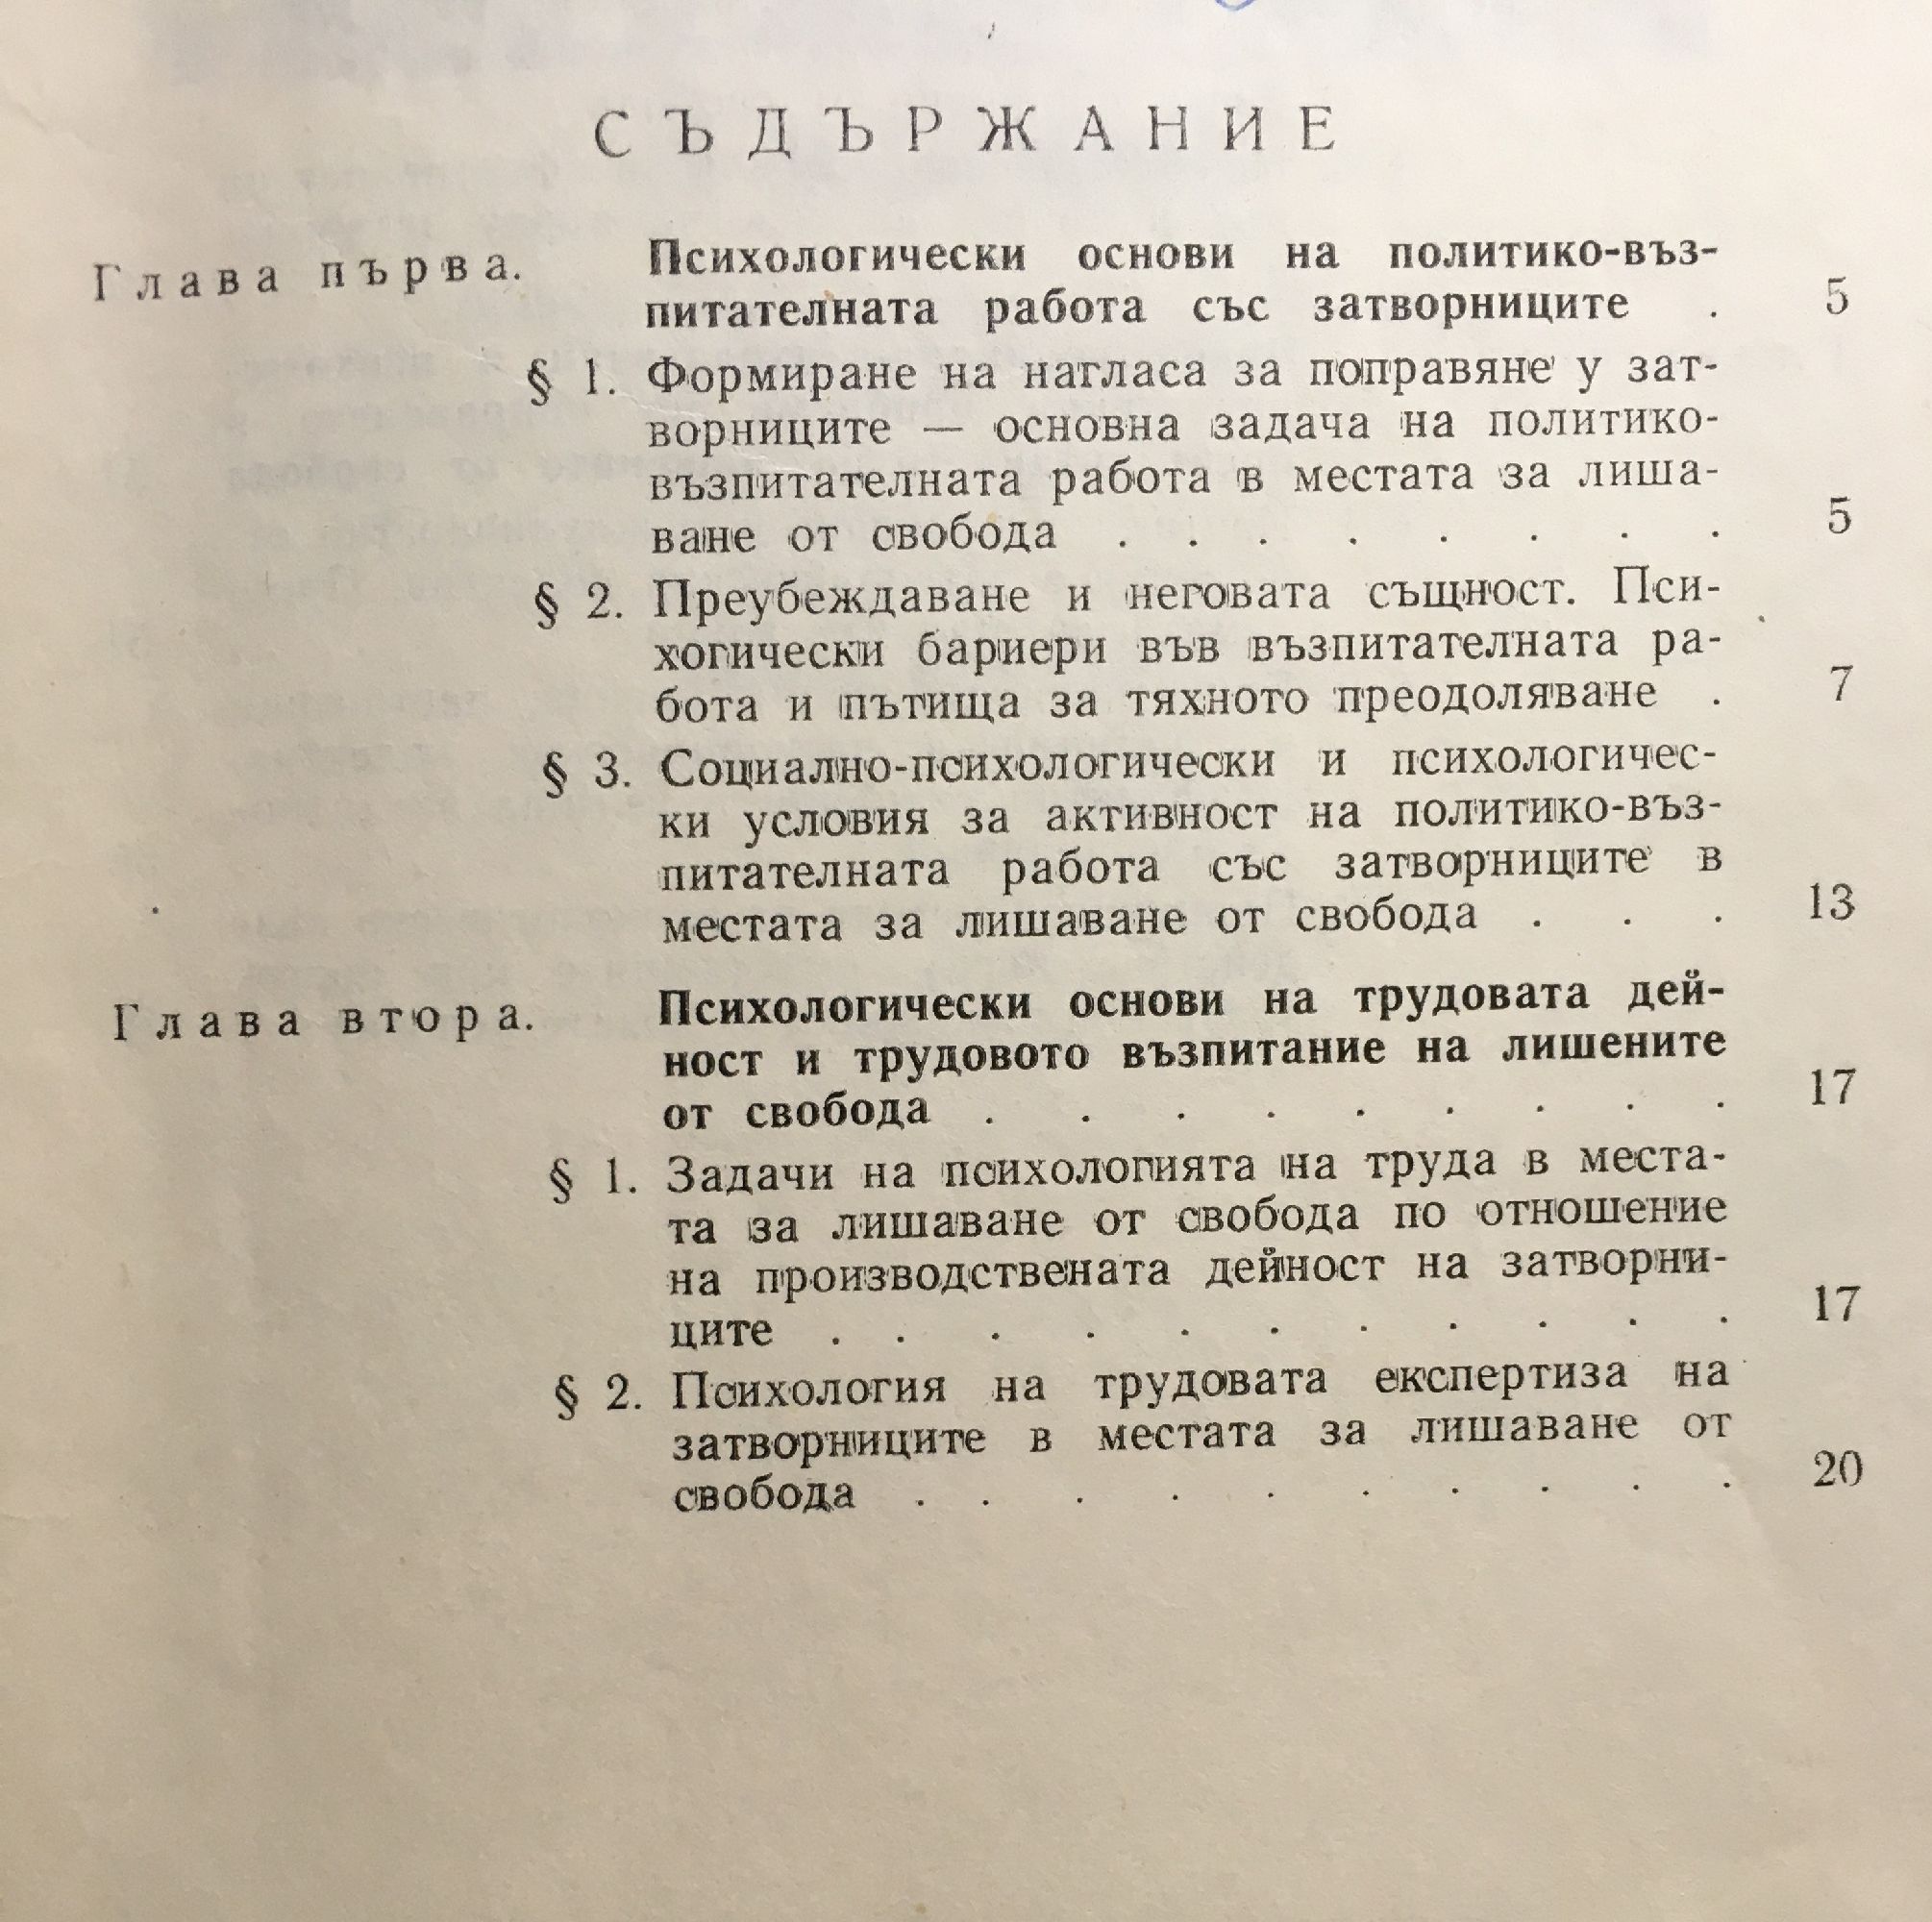 СЪДЪРЖАНИЕ
Глава първа. Психологически основи на политико-въз-
питателната работа със затворниците . 5
§ 1. Формиране на нагласа за поправяне у зат-
ворниците — основна задача на политико-
възпитателната работа в местата за лиша-
ване от свобода . . . . . . . . 5
§ 2. Преубеждаване и неговата същност. Пси-
хогически бариери във възпитателната ра-
бота и пътища за тяхното преодоляване . 7
§ 3. Социално-психологически и психологичес-
ки условия за активност на политико-въз-
питателната работа със затворниците в
местата за лишаване от свобода . . . 13
Глава втора. Психологически основи на трудовата дей-
ност и трудовото възпитание на лишените
от свобода . . . . . . . . . 17
§ 1. Задачи на психологията на труда в места-
та за лишаване от свобода по отношение
на производствената дейност на затворни-
ците . . . . . . . . . . . 17
§ 2. Психология на трудовата експертиза на
затворниците в местата за лишаване от
свобода . . . . . . . . . . 20